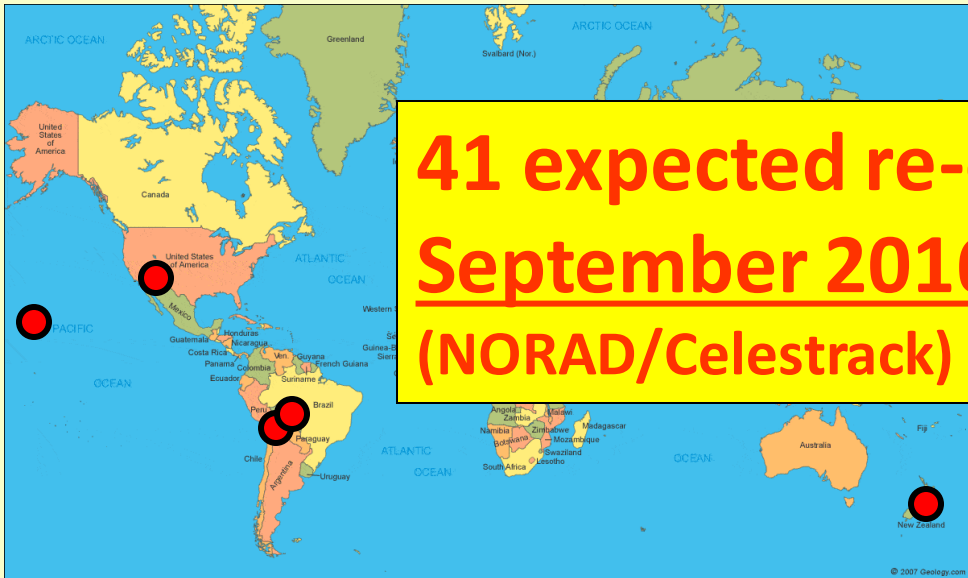 ARCTIC OCEAN
Greenland
Svalbard (Nor.)
ARCTIC OCEAN
United
States
of
America
Canada
41 expected re-
September 201
(NORAD/Celestrack)
United States
of America
ATLANTIC
OCEAN
PACIFIC
OCEAN
Mexico
Western
Honduras
Guatemala
Nicaragua
Costa Rica
Panama
Ven.
Guyana
French Guiana
Colombia
Suriname
Ecuador
Guinea-B
Sierr
Peru
Brazil
Paraguay
Chile
Argentina
Uruguay
ATLANTIC
OCEAN
Angola
Zambia
Malawi
Namibia
Zimbabwe
Botswana
Mozambique
Madagascar
Swaziland
Lesotho
South Africa
OCEAN
Australia
Fiji
New Zealand
© 2007 Geology.com